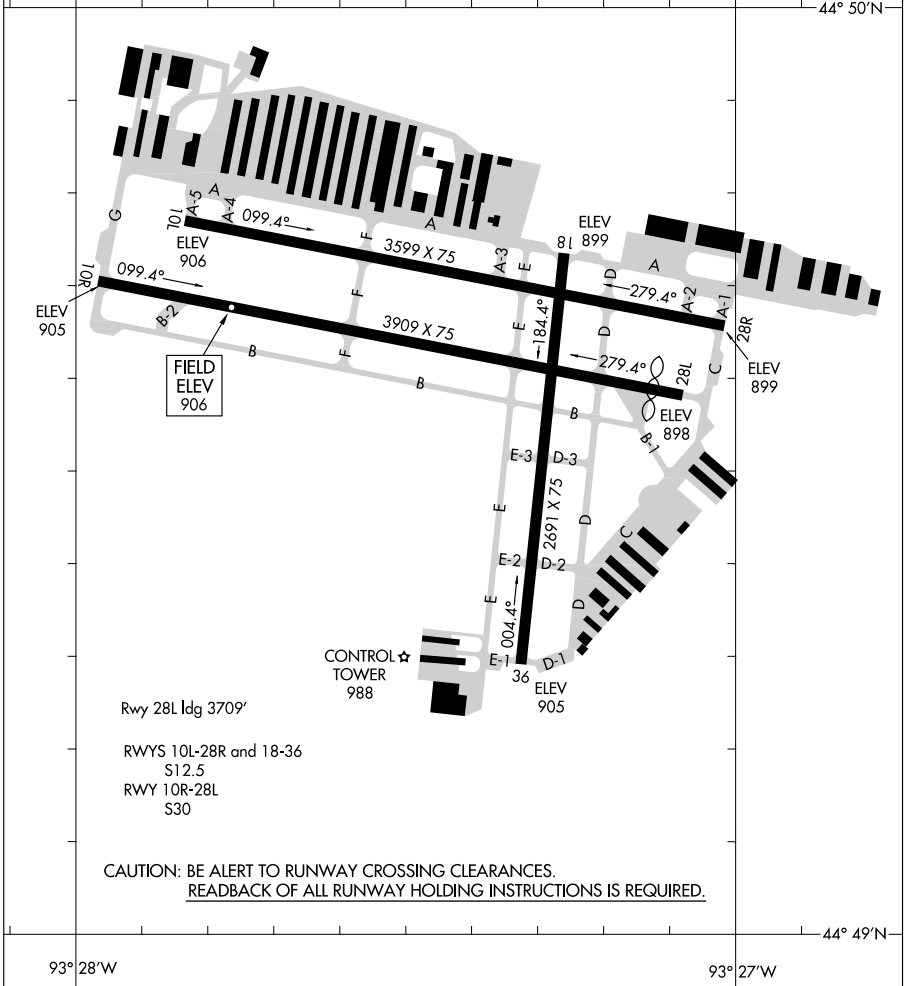 44° 50'N
A
A-5
A-4
G
10L
099.4°
F
A
3599 X 75
A-3
E
18
ELEV
899
D
A
279.4°
A-2
A-1
28R
ELEV
906
10R
099.4°
ELEV
905
B-2
F
3909 X 75
E
184.4°
D
279.4°
28L
C
ELEV
899
FIELD
ELEV
906
B
F
B
B
ELEV
898
B-1
E-3
D-3
E
2691 X 75
D
C
E-2
D-2
E
004.4°
D
CONTROL
TOWER
988
E-1
D-1
36
ELEV
905
Rwy 28L ldg 3709'
RWYS 10L-28R and 18-36
S12.5
RWY 10R-28L
S30
CAUTION: BE ALERT TO RUNWAY CROSSING CLEARANCES.
READBACK OF ALL RUNWAY HOLDING INSTRUCTIONS IS REQUIRED.
44° 49'N
93° 28'W
93° 27'W